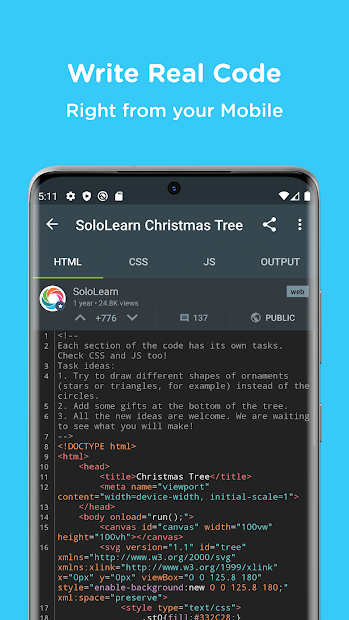 Write Real Code
Right from your Mobile
5:11
SoloLearn Christmas Tree
HTML CSS JS OUTPUT
SoloLearn
web
1 year • 24.8K views
+776 137 PUBLIC
1 <!--
2 Each section of the code has its own tasks.
Check CSS and JS too!
3 Task ideas:
4 1. Try to draw different shapes of ornaments
(stars or triangles, for example) instead of the
circles.
5 2. Add some gifts at the bottom of the tree.
6 3. All the new ideas are welcome. We are waiting
to see what you will make!
7 -->
8 <!DOCTYPE html>
9 <html>
10 <head>
11 <title>Christmas Tree</title>
12 <meta name="viewport"
content="width=device-width, initial-scale=1">
13 </head>
14 <body onload="run();">
15 <canvas id="canvas" width="100vw"
height="100vh"></canvas>
16 <svg version="1.1" id="tree"
xmlns="http://www.w3.org/2000/svg"
xmlns:xlink="http://www.w3.org/1999/xlink"
x="0px" y="0px" viewBox="0 0 125.8 180"
style="enable-background:new 0 0 125.8 180;"
xml:space="preserve">
17 <style type="text/css">
18 .st0{fill:#332C28;}